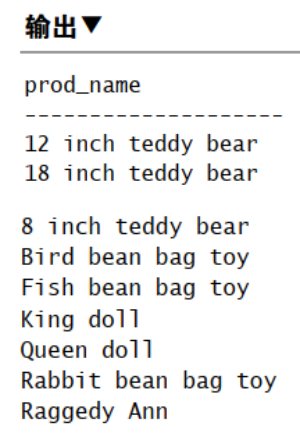 输出▼
prod_name
--------------------
12 inch teddy bear
18 inch teddy bear
8 inch teddy bear
Bird bean bag toy
Fish bean bag toy
King doll
Queen doll
Rabbit bean bag toy
Raggedy Ann